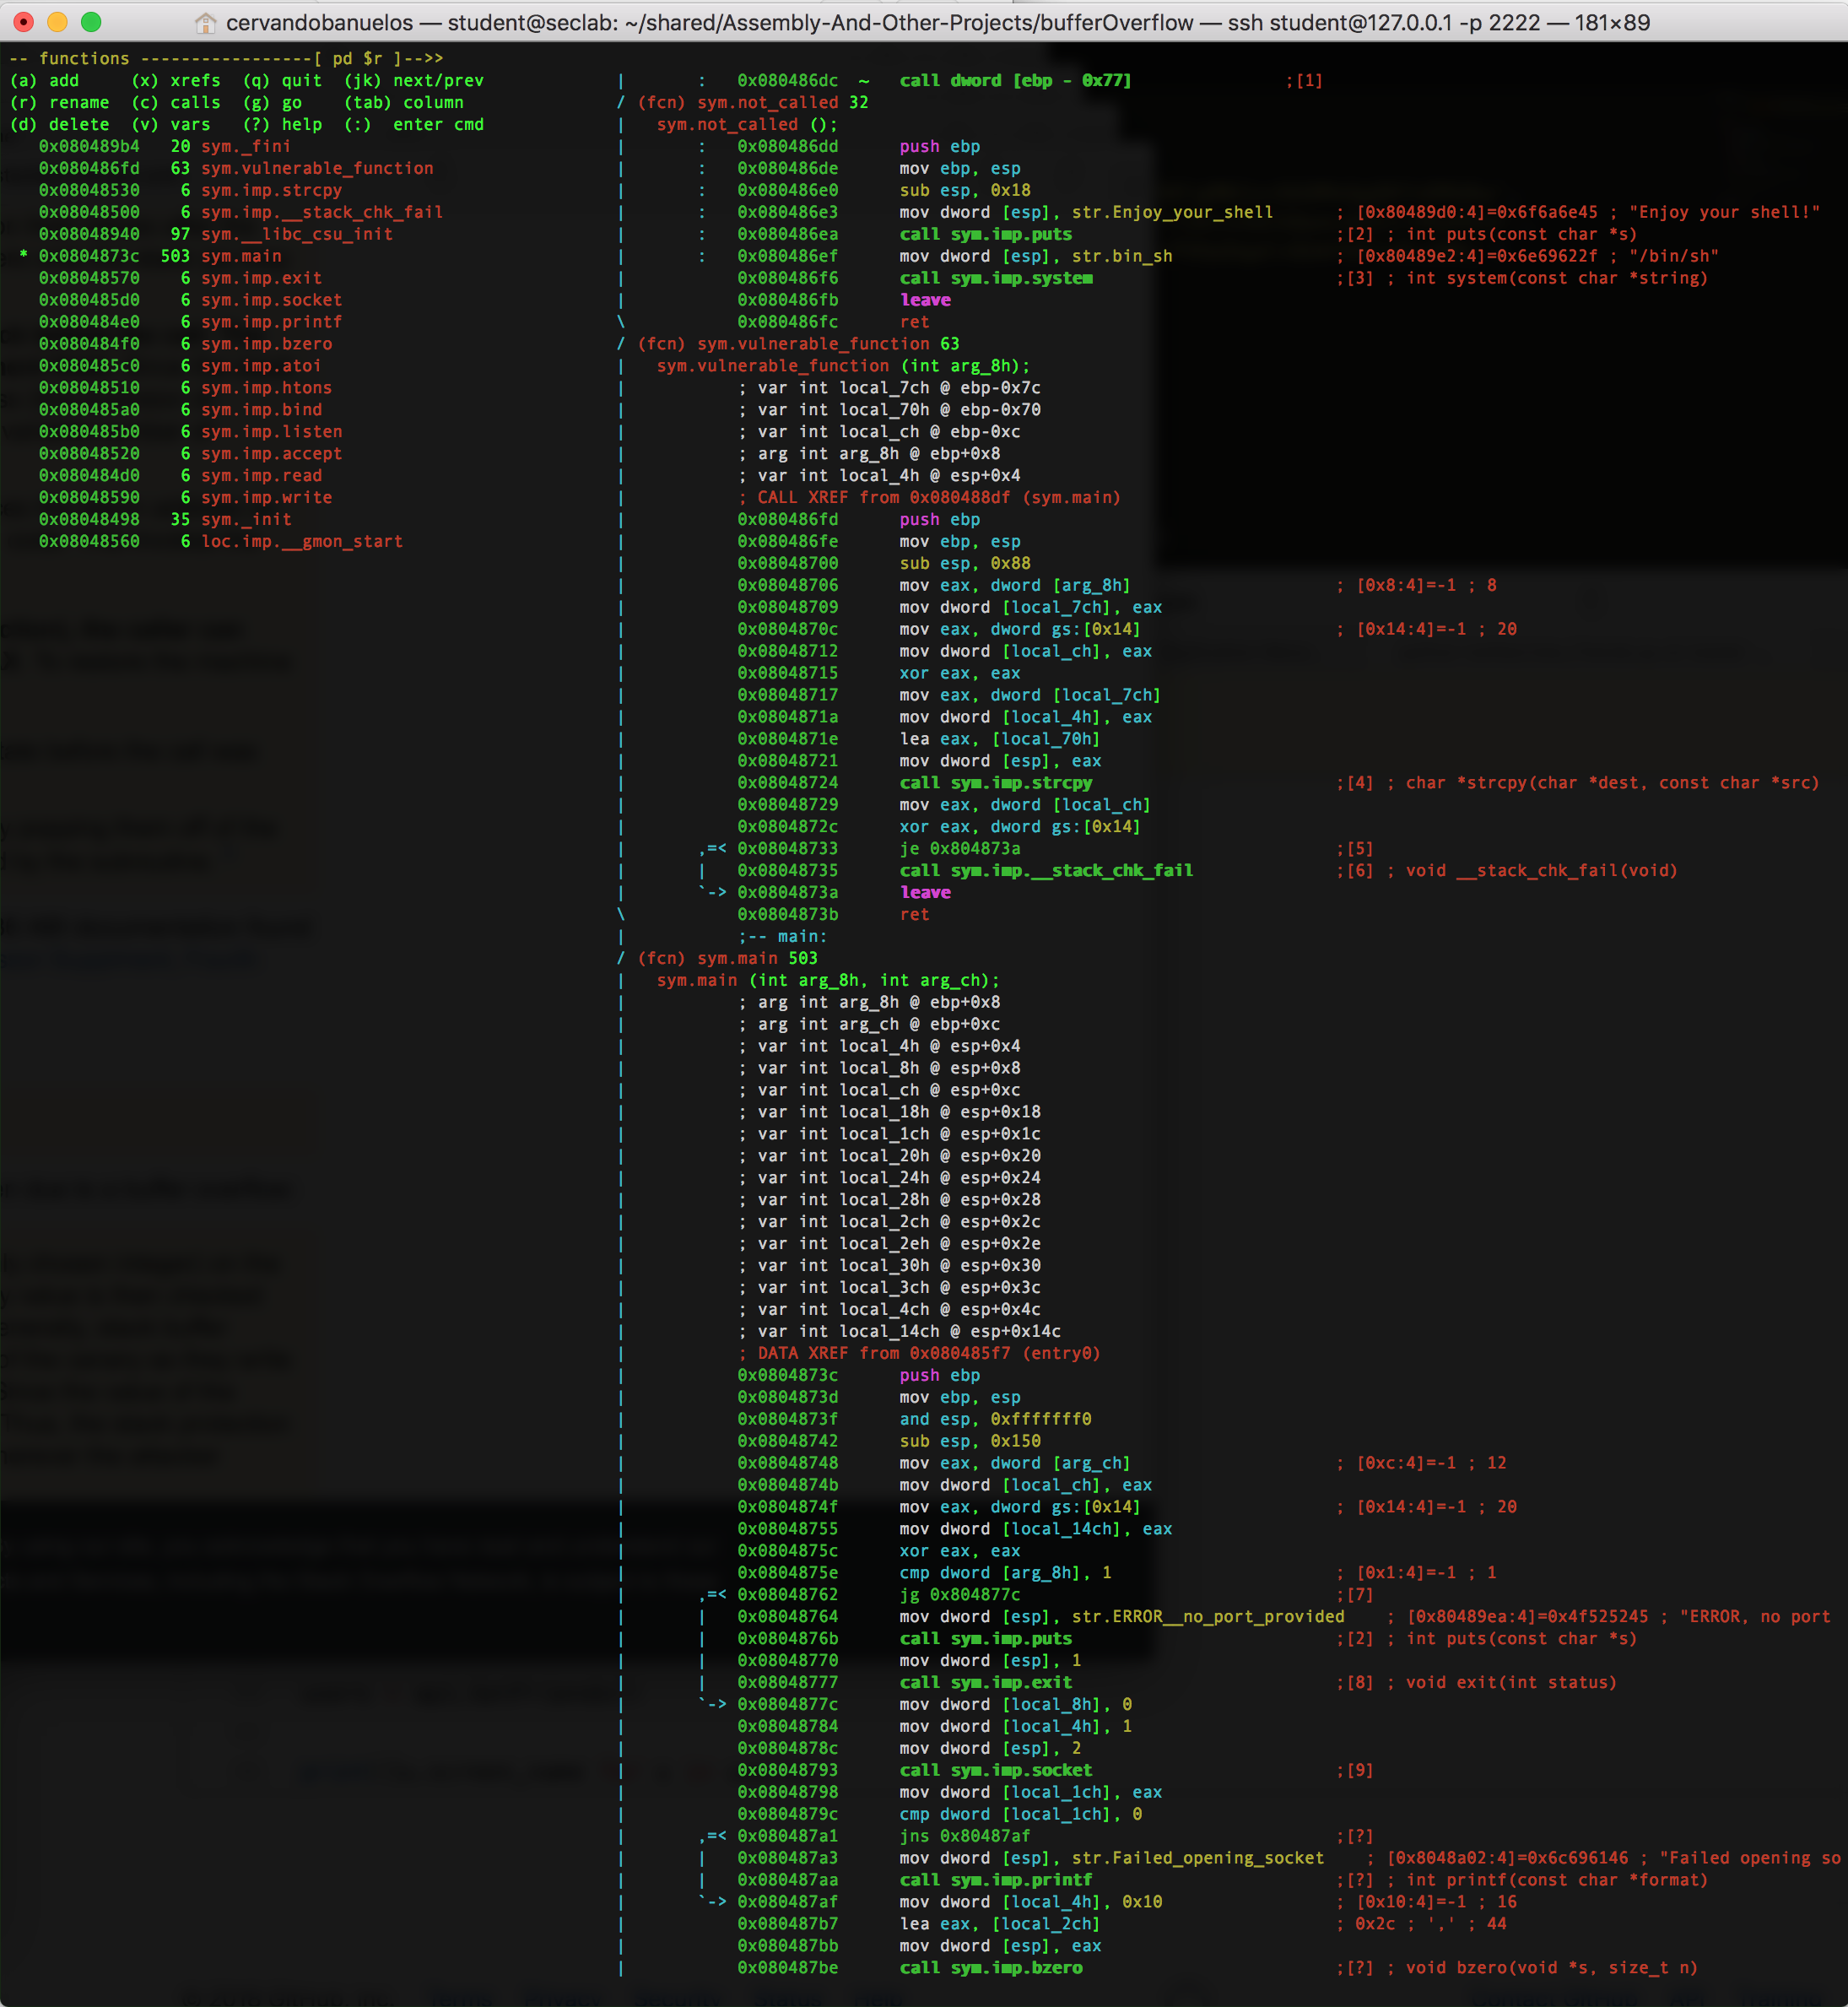 cervandobanuelos — student@seclab: ~/shared/Assembly-And-Other-Projects/bufferOverflow — ssh student@127.0.0.1 -p 2222 — 181×89
-- functions -----------------[ pd $r ]-->>
(a) add     (x) xrefs  (q) quit  (jk) next/prev
(r) rename  (c) calls  (g) go    (tab) column
(d) delete  (v) vars   (?) help  (:)  enter cmd
0x080489b4   20 sym._fini
0x080486fd   63 sym.vulnerable_function
0x08048530    6 sym.imp.strcpy
0x08048500    6 sym.imp.__stack_chk_fail
0x08048940   97 sym.__libc_csu_init
* 0x0804873c  503 sym.main
0x08048570    6 sym.imp.exit
0x080485d0    6 sym.imp.socket
0x080484e0    6 sym.imp.printf
0x080484f0    6 sym.imp.bzero
0x080485c0    6 sym.imp.atoi
0x08048510    6 sym.imp.htons
0x080485a0    6 sym.imp.bind
0x080485b0    6 sym.imp.listen
0x08048520    6 sym.imp.accept
0x080484d0    6 sym.imp.read
0x08048590    6 sym.imp.write
0x08048498   35 sym._init
0x08048560    6 loc.imp.__gmon_start
|       :   0x080486dc  ~   call dword [ebp - 0x77]               ;[1]
/ (fcn) sym.not_called 32
|   sym.not_called ();
|       :   0x080486dd      push ebp
|       :   0x080486de      mov ebp, esp
|       :   0x080486e0      sub esp, 0x18
|       :   0x080486e3      mov dword [esp], str.Enjoy_your_shell      ; [0x80489d0:4]=0x6f6a6e45 ; "Enjoy your shell!"
|       :   0x080486ea      call sym.imp.puts                          ;[2] ; int puts(const char *s)
|       :   0x080486ef      mov dword [esp], str.bin_sh                ; [0x80489e2:4]=0x6e69622f ; "/bin/sh"
|           0x080486f6      call sym.imp.system                        ;[3] ; int system(const char *string)
|           0x080486fb      leave
\           0x080486fc      ret
/ (fcn) sym.vulnerable_function 63
|   sym.vulnerable_function (int arg_8h);
|           ; var int local_7ch @ ebp-0x7c
|           ; var int local_70h @ ebp-0x70
|           ; var int local_ch @ ebp-0xc
|           ; arg int arg_8h @ ebp+0x8
|           ; var int local_4h @ esp+0x4
|           ; CALL XREF from 0x080488df (sym.main)
|           0x080486fd      push ebp
|           0x080486fe      mov ebp, esp
|           0x08048700      sub esp, 0x88
|           0x08048706      mov eax, dword [arg_8h]                    ; [0x8:4]=-1 ; 8
|           0x08048709      mov dword [local_7ch], eax
|           0x0804870c      mov eax, dword gs:[0x14]                   ; [0x14:4]=-1 ; 20
|           0x08048712      mov dword [local_ch], eax
|           0x08048715      xor eax, eax
|           0x08048717      mov eax, dword [local_7ch]
|           0x0804871a      mov dword [local_4h], eax
|           0x0804871e      lea eax, [local_70h]
|           0x08048721      mov dword [esp], eax
|           0x08048724      call sym.imp.strcpy                        ;[4] ; char *strcpy(char *dest, const char *src)
|           0x08048729      mov eax, dword [local_ch]
|           0x0804872c      xor eax, dword gs:[0x14]
|       ,=< 0x08048733      je 0x804873a                               ;[5]
|       |   0x08048735      call sym.imp.__stack_chk_fail              ;[6] ; void __stack_chk_fail(void)
|       `-> 0x0804873a      leave
\           0x0804873b      ret
|           ;-- main:
/ (fcn) sym.main 503
|   sym.main (int arg_8h, int arg_ch);
|           ; arg int arg_8h @ ebp+0x8
|           ; arg int arg_ch @ ebp+0xc
|           ; var int local_4h @ esp+0x4
|           ; var int local_8h @ esp+0x8
|           ; var int local_ch @ esp+0xc
|           ; var int local_18h @ esp+0x18
|           ; var int local_1ch @ esp+0x1c
|           ; var int local_20h @ esp+0x20
|           ; var int local_24h @ esp+0x24
|           ; var int local_28h @ esp+0x28
|           ; var int local_2ch @ esp+0x2c
|           ; var int local_2eh @ esp+0x2e
|           ; var int local_30h @ esp+0x30
|           ; var int local_3ch @ esp+0x3c
|           ; var int local_4ch @ esp+0x4c
|           ; var int local_14ch @ esp+0x14c
|           ; DATA XREF from 0x080485f7 (entry0)
|           0x0804873c      push ebp
|           0x0804873d      mov ebp, esp
|           0x0804873f      and esp, 0xfffffff0
|           0x08048742      sub esp, 0x150
|           0x08048748      mov eax, dword [arg_ch]                    ; [0xc:4]=-1 ; 12
|           0x0804874b      mov dword [local_ch], eax
|           0x0804874f      mov eax, dword gs:[0x14]                   ; [0x14:4]=-1 ; 20
|           0x08048755      mov dword [local_14ch], eax
|           0x0804875c      xor eax, eax
|           0x0804875e      cmp dword [arg_8h], 1                      ; [0x1:4]=-1 ; 1
|       ,=< 0x08048762      jg 0x804877c                               ;[7]
|       |   0x08048764      mov dword [esp], str.ERROR__no_port_provided    ; [0x80489ea:4]=0x4f525245 ; "ERROR, no port
|       |   0x0804876b      call sym.imp.puts                          ;[2] ; int puts(const char *s)
|       |   0x08048770      mov dword [esp], 1
|       |   0x08048777      call sym.imp.exit                          ;[8] ; void exit(int status)
|       `-> 0x0804877c      mov dword [local_8h], 0
|           0x08048784      mov dword [local_4h], 1
|           0x0804878c      mov dword [esp], 2
|           0x08048793      call sym.imp.socket                        ;[9]
|           0x08048798      mov dword [local_1ch], eax
|           0x0804879c      cmp dword [local_1ch], 0
|       ,=< 0x080487a1      jns 0x80487af                              ;[?]
|       |   0x080487a3      mov dword [esp], str.Failed_opening_socket    ; [0x8048a02:4]=0x6c696146 ; "Failed opening so
|       |   0x080487aa      call sym.imp.printf                        ;[?] ; int printf(const char *format)
|       `-> 0x080487af      mov dword [local_4h], 0x10                 ; [0x10:4]=-1 ; 16
|           0x080487b7      lea eax, [local_2ch]                       ; 0x2c ; ',' ; 44
|           0x080487bb      mov dword [esp], eax
|           0x080487be      call sym.imp.bzero                         ;[?] ; void bzero(void *s, size_t n)